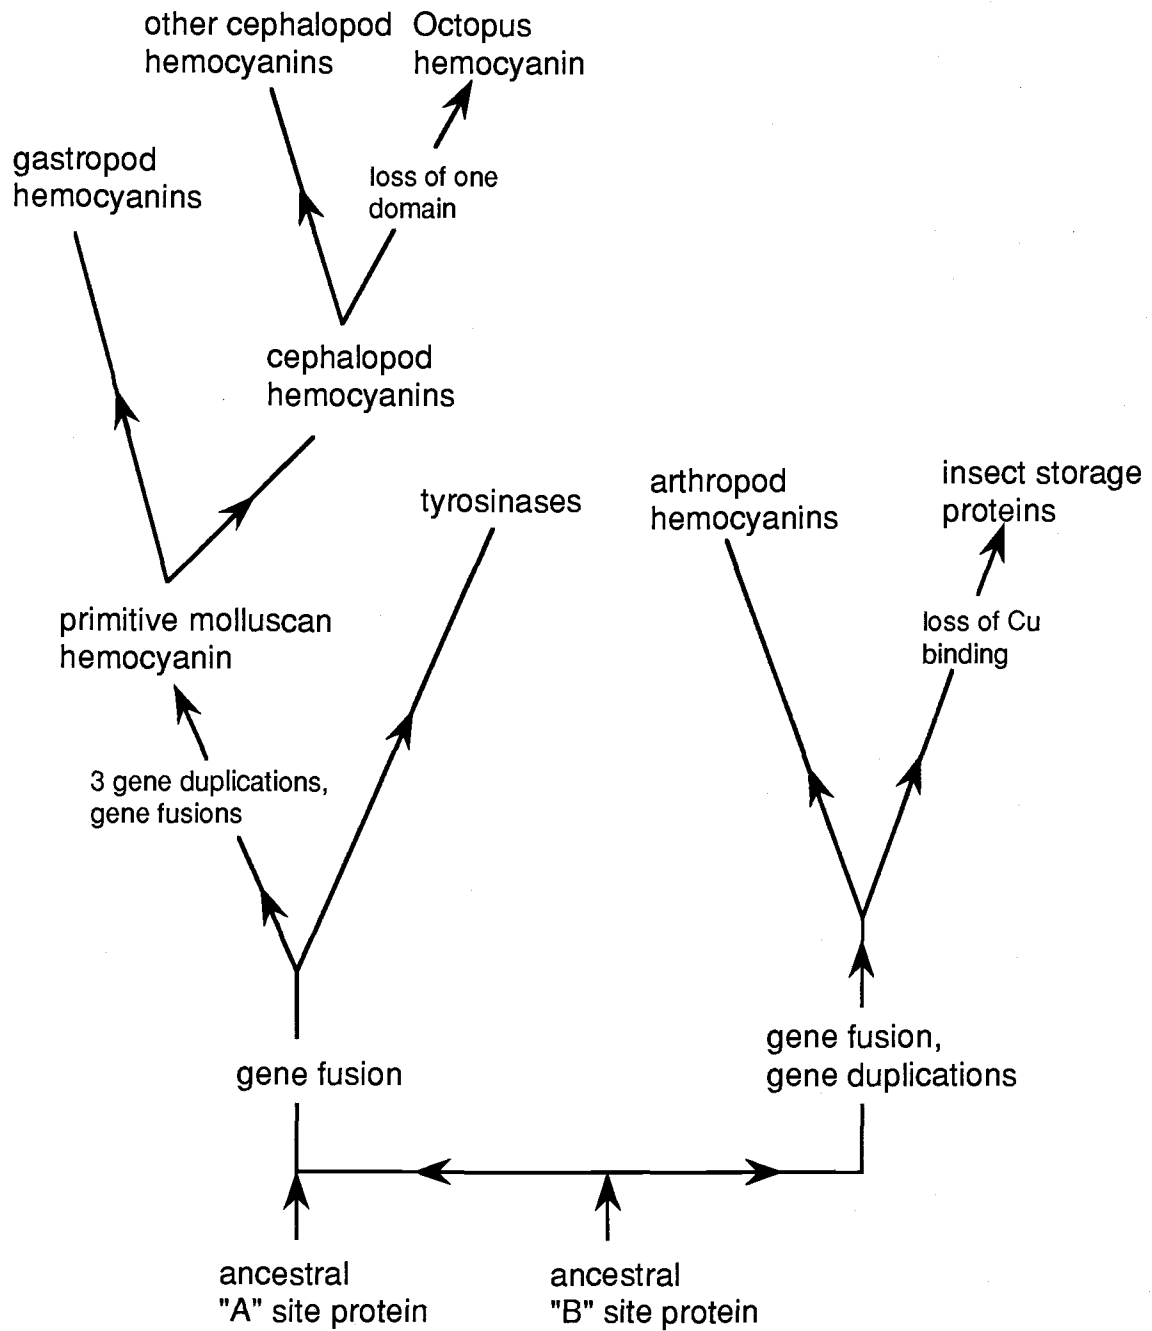 other cephalopod
hemocyanins
Octopus
hemocyanin
gastropod
hemocyanins
loss of one
domain
cephalopod
hemocyanins
tyrosinases
arthropod
hemocyanins
insect storage
proteins
primitive molluscan
hemocyanin
loss of Cu
binding
3 gene duplications,
gene fusions
gene fusion
gene fusion,
gene duplications
ancestral
"A" site protein
ancestral
"B" site protein